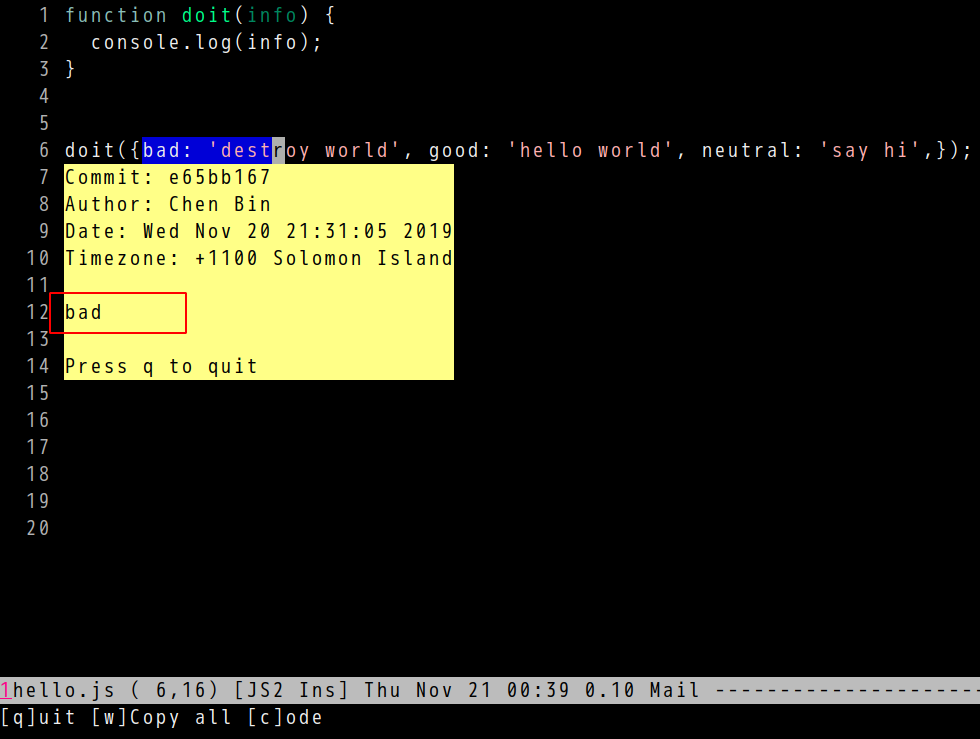 1 function doit(info) {
2   console.log(info);
3 }
4
5
6 doit({bad: 'destroy world', good: 'hello world', neutral: 'say hi',});
7 Commit: e65bb167
8 Author: Chen Bin
9 Date: Wed Nov 20 21:31:05 2019
10 Timezone: +1100 Solomon Island
11
12 bad
13
14 Press q to quit
15
16
17
18
19
20
1hello.js ( 6,16) [JS2 Ins] Thu Nov 21 00:39 0.10 Mail ---------------------
[q]uit [w]Copy all [c]ode